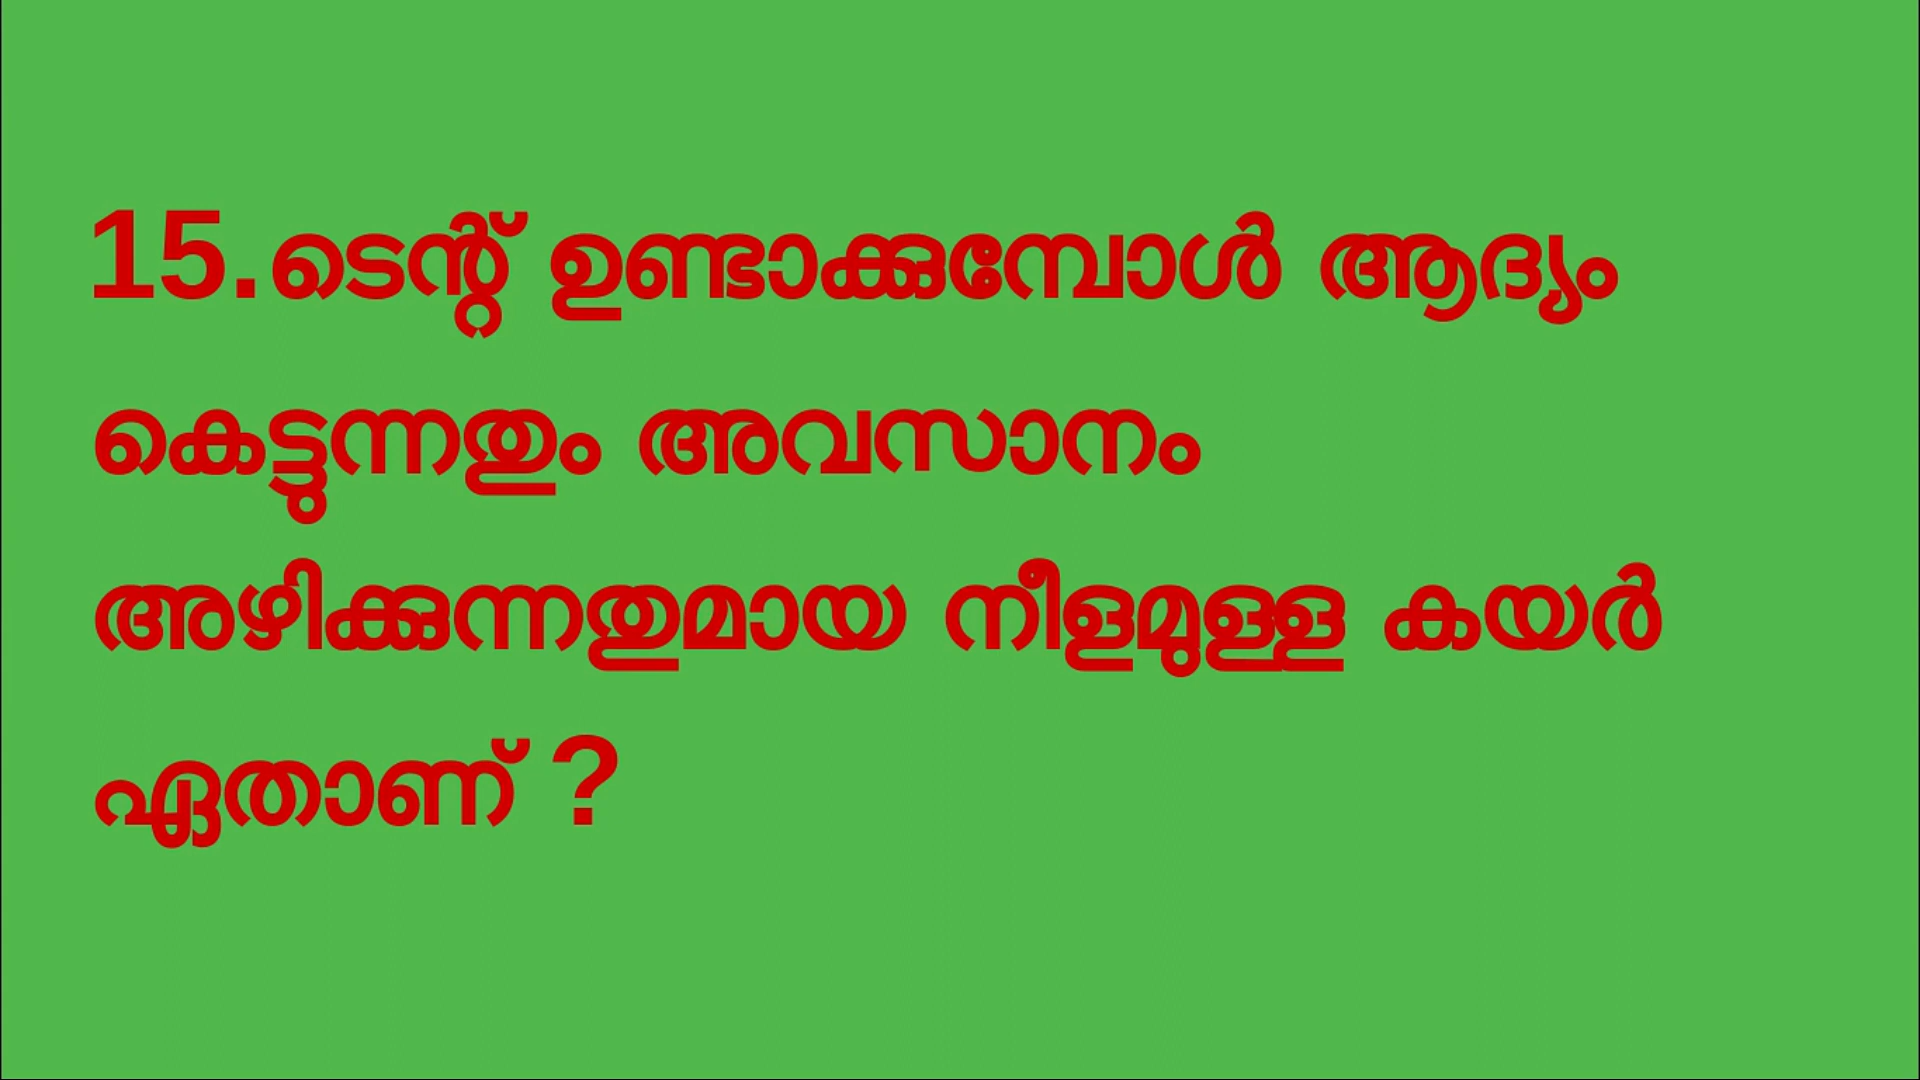 15.ടെന്റ് ഉണ്ടാക്കുമ്പോൾ ആദ്യം
കെട്ടുന്നതും അവസാനം
അഴിക്കുന്നതുമായ നീളമുള്ള കയർ
ഏതാണ് ?